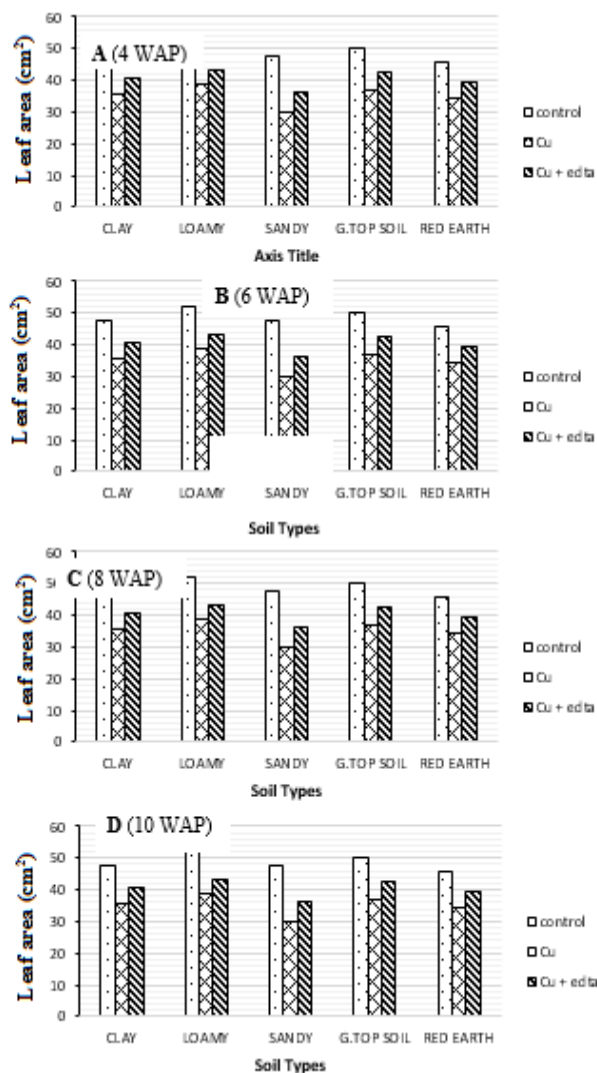 Leaf area (cm²)
60
50
40
30
20
10
0
A (4 WAP)
CLAY LOAMY SANDY G.TOP SOIL RED EARTH
Axis Title
control
Cu
Cu + edta
Leaf area (cm²)
60
50
40
30
20
10
0
B (6 WAP)
CLAY LOAMY SANDY G.TOP SOIL RED EARTH
Soil Types
control
Cu
Cu + edta
Leaf area (cm²)
60
40
30
20
10
0
C (8 WAP)
CLAY LOAMY SANDY G.TOP SOIL RED EARTH
Soil Types
control
Cu
Cu + edta
Leaf area (cm²)
60
50
40
30
20
10
0
D (10 WAP)
CLAY LOAMY SANDY G.TOP SOIL RED EARTH
Soil Types
control
Cu
Cu + edta